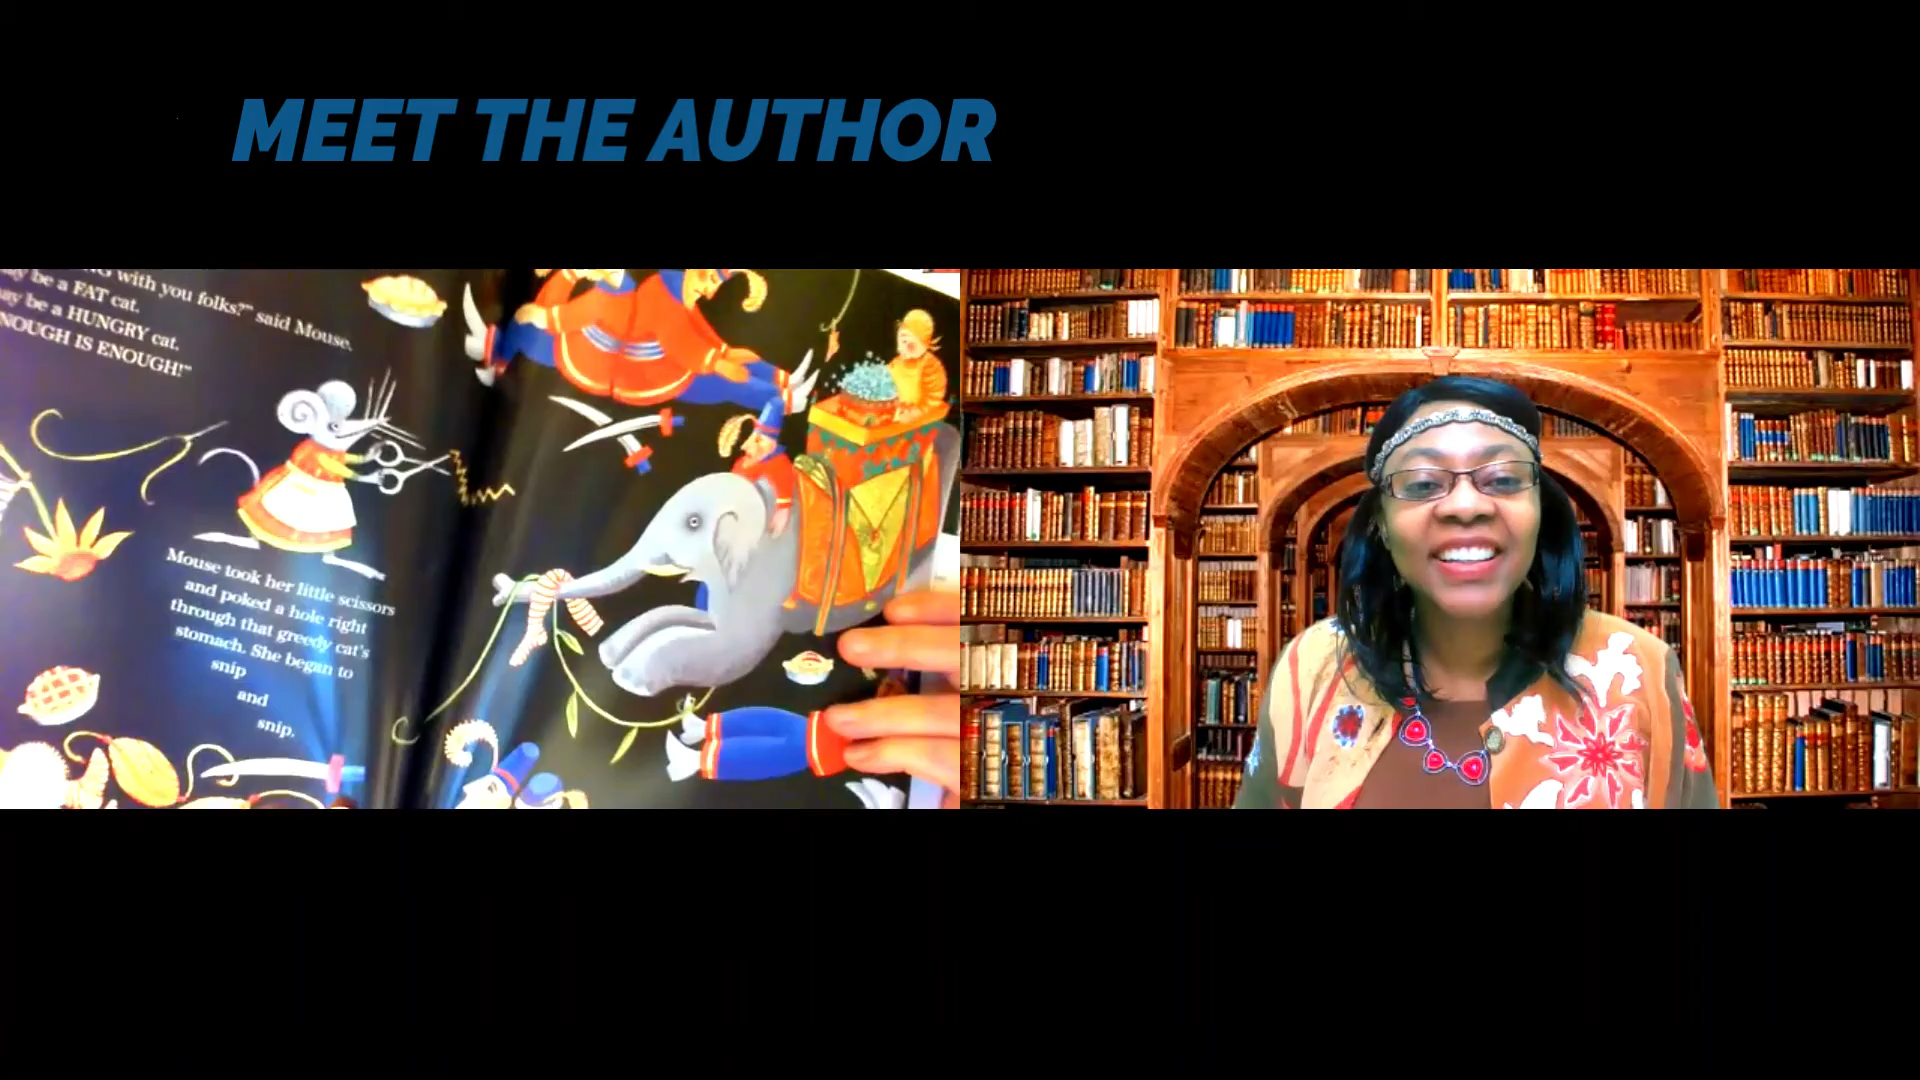 MEET THE AUTHOR
with you folks?" said Mouse.
be a FAT cat.
be a HUNGRY cat.
ENOUGH IS ENOUGH!"
Mouse took her little scissors
and poked a hole right
through that greedy cat's
stomach. She began to
snip
and
snip.